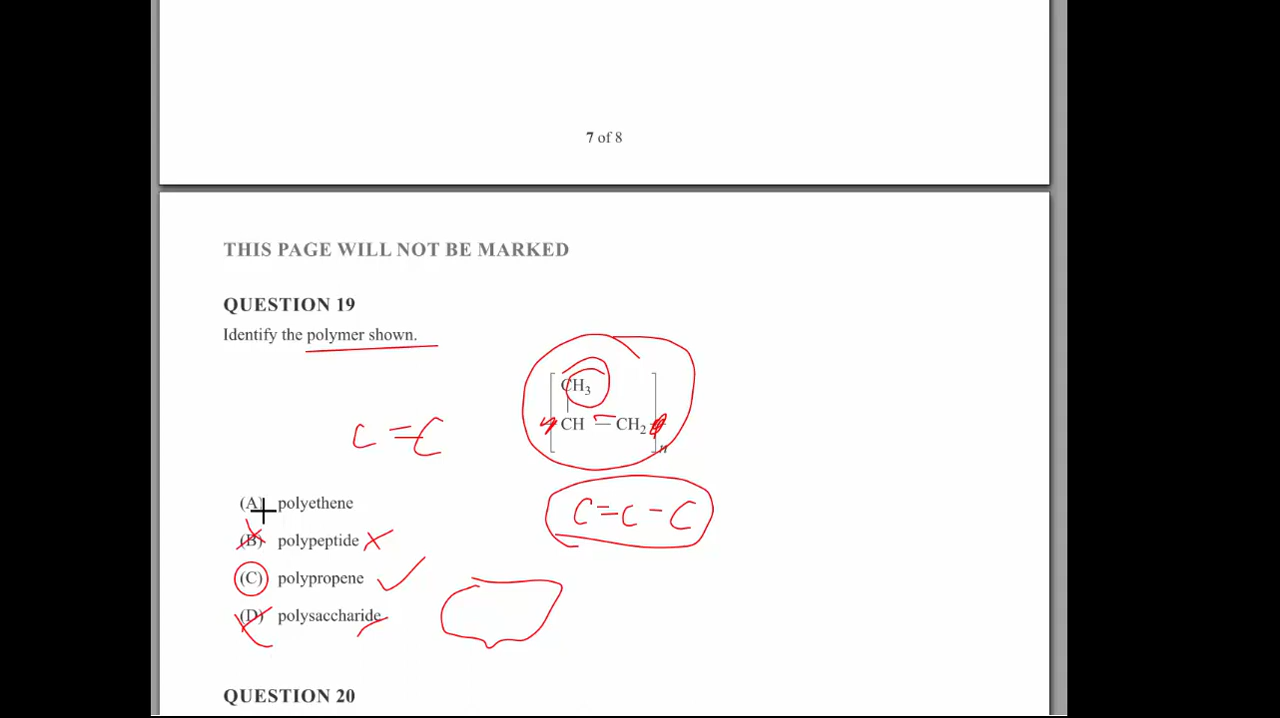 7 of 8
THIS PAGE WILL NOT BE MARKED
QUESTION 19
Identify the polymer shown.
CH3
CH — CH2
n
C = C
(A) polyethene
C = C - C
(B) polypeptide
(C) polypropene
(D) polysaccharide
QUESTION 20